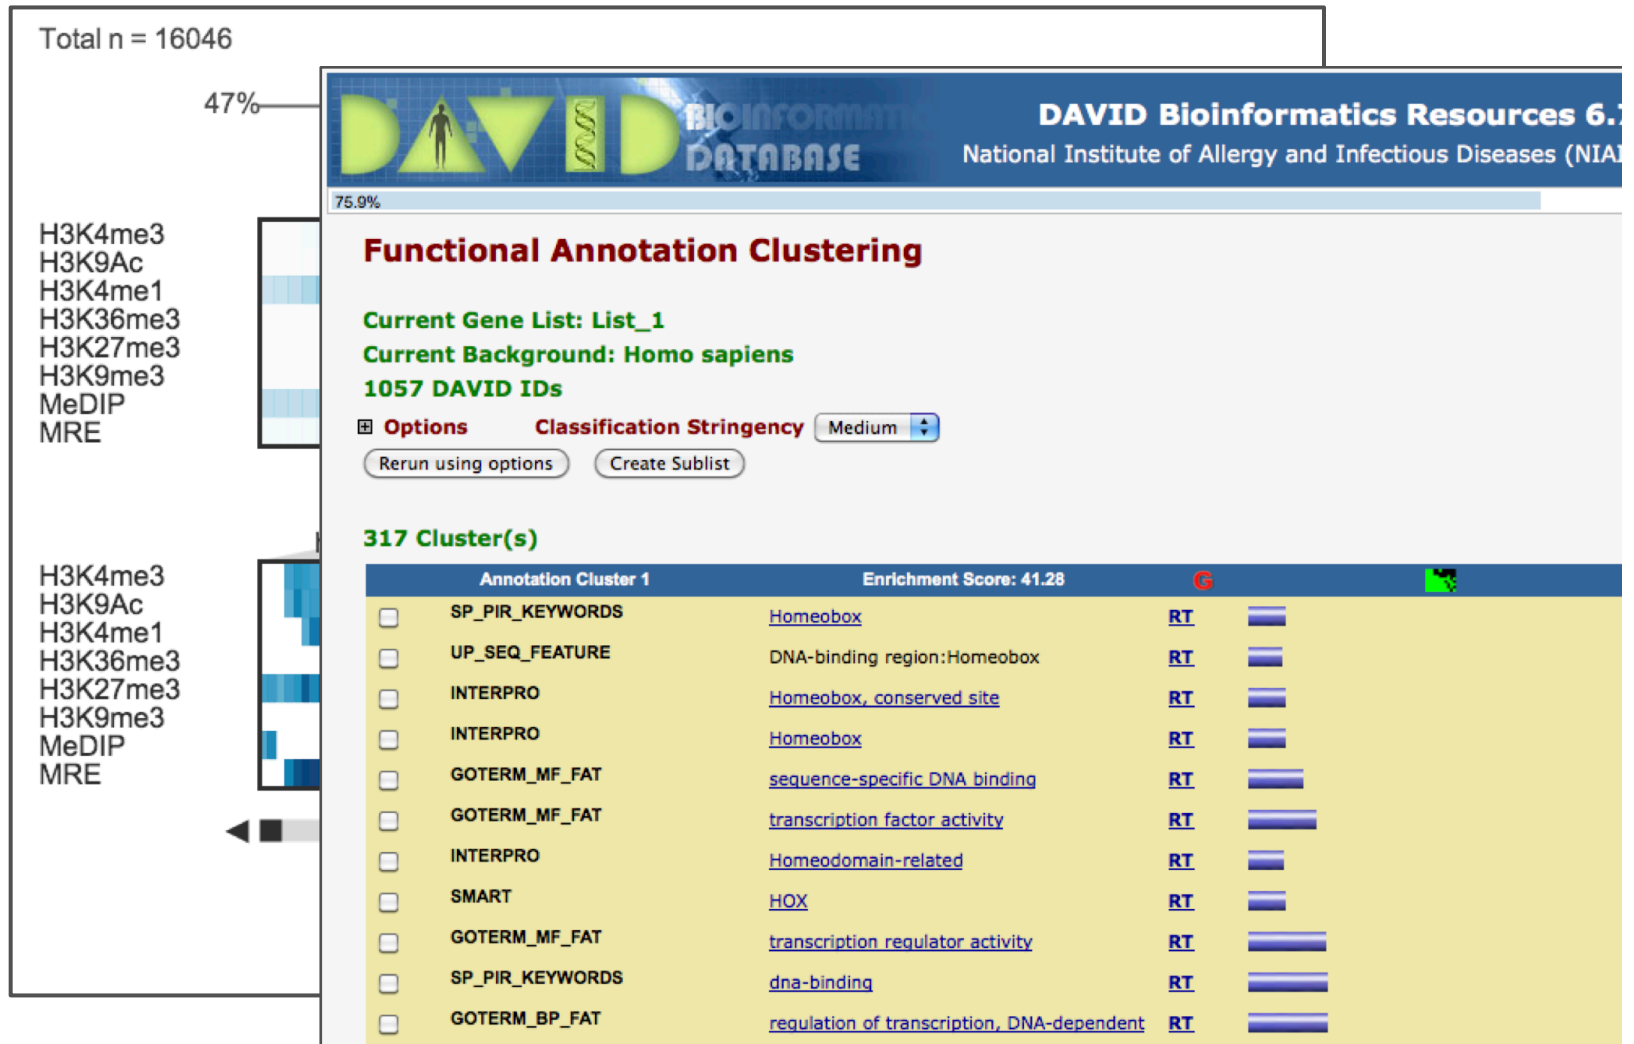 Total n = 16046
47%
H3K4me3
H3K9Ac
H3K4me1
H3K36me3
H3K27me3
H3K9me3
MeDIP
MRE
H3K4me3
H3K9Ac
H3K4me1
H3K36me3
H3K27me3
H3K9me3
MeDIP
MRE
DAVID BIOINFORMATIC DATABASE
DAVID Bioinformatics Resources 6.7
National Institute of Allergy and Infectious Diseases (NIAI
75.9%
Functional Annotation Clustering
Current Gene List: List_1
Current Background: Homo sapiens
1057 DAVID IDs
Options Classification Stringency Medium
Rerun using options Create Sublist
317 Cluster(s)
Annotation Cluster 1 Enrichment Score: 41.28 G
SP_PIR_KEYWORDS Homeobox RT
UP_SEQ_FEATURE DNA-binding region:Homeobox RT
INTERPRO Homeobox, conserved site RT
INTERPRO Homeobox RT
GOTERM_MF_FAT sequence-specific DNA binding RT
GOTERM_MF_FAT transcription factor activity RT
INTERPRO Homeodomain-related RT
SMART HOX RT
GOTERM_MF_FAT transcription regulator activity RT
SP_PIR_KEYWORDS dna-binding RT
GOTERM_BP_FAT regulation of transcription, DNA-dependent RT